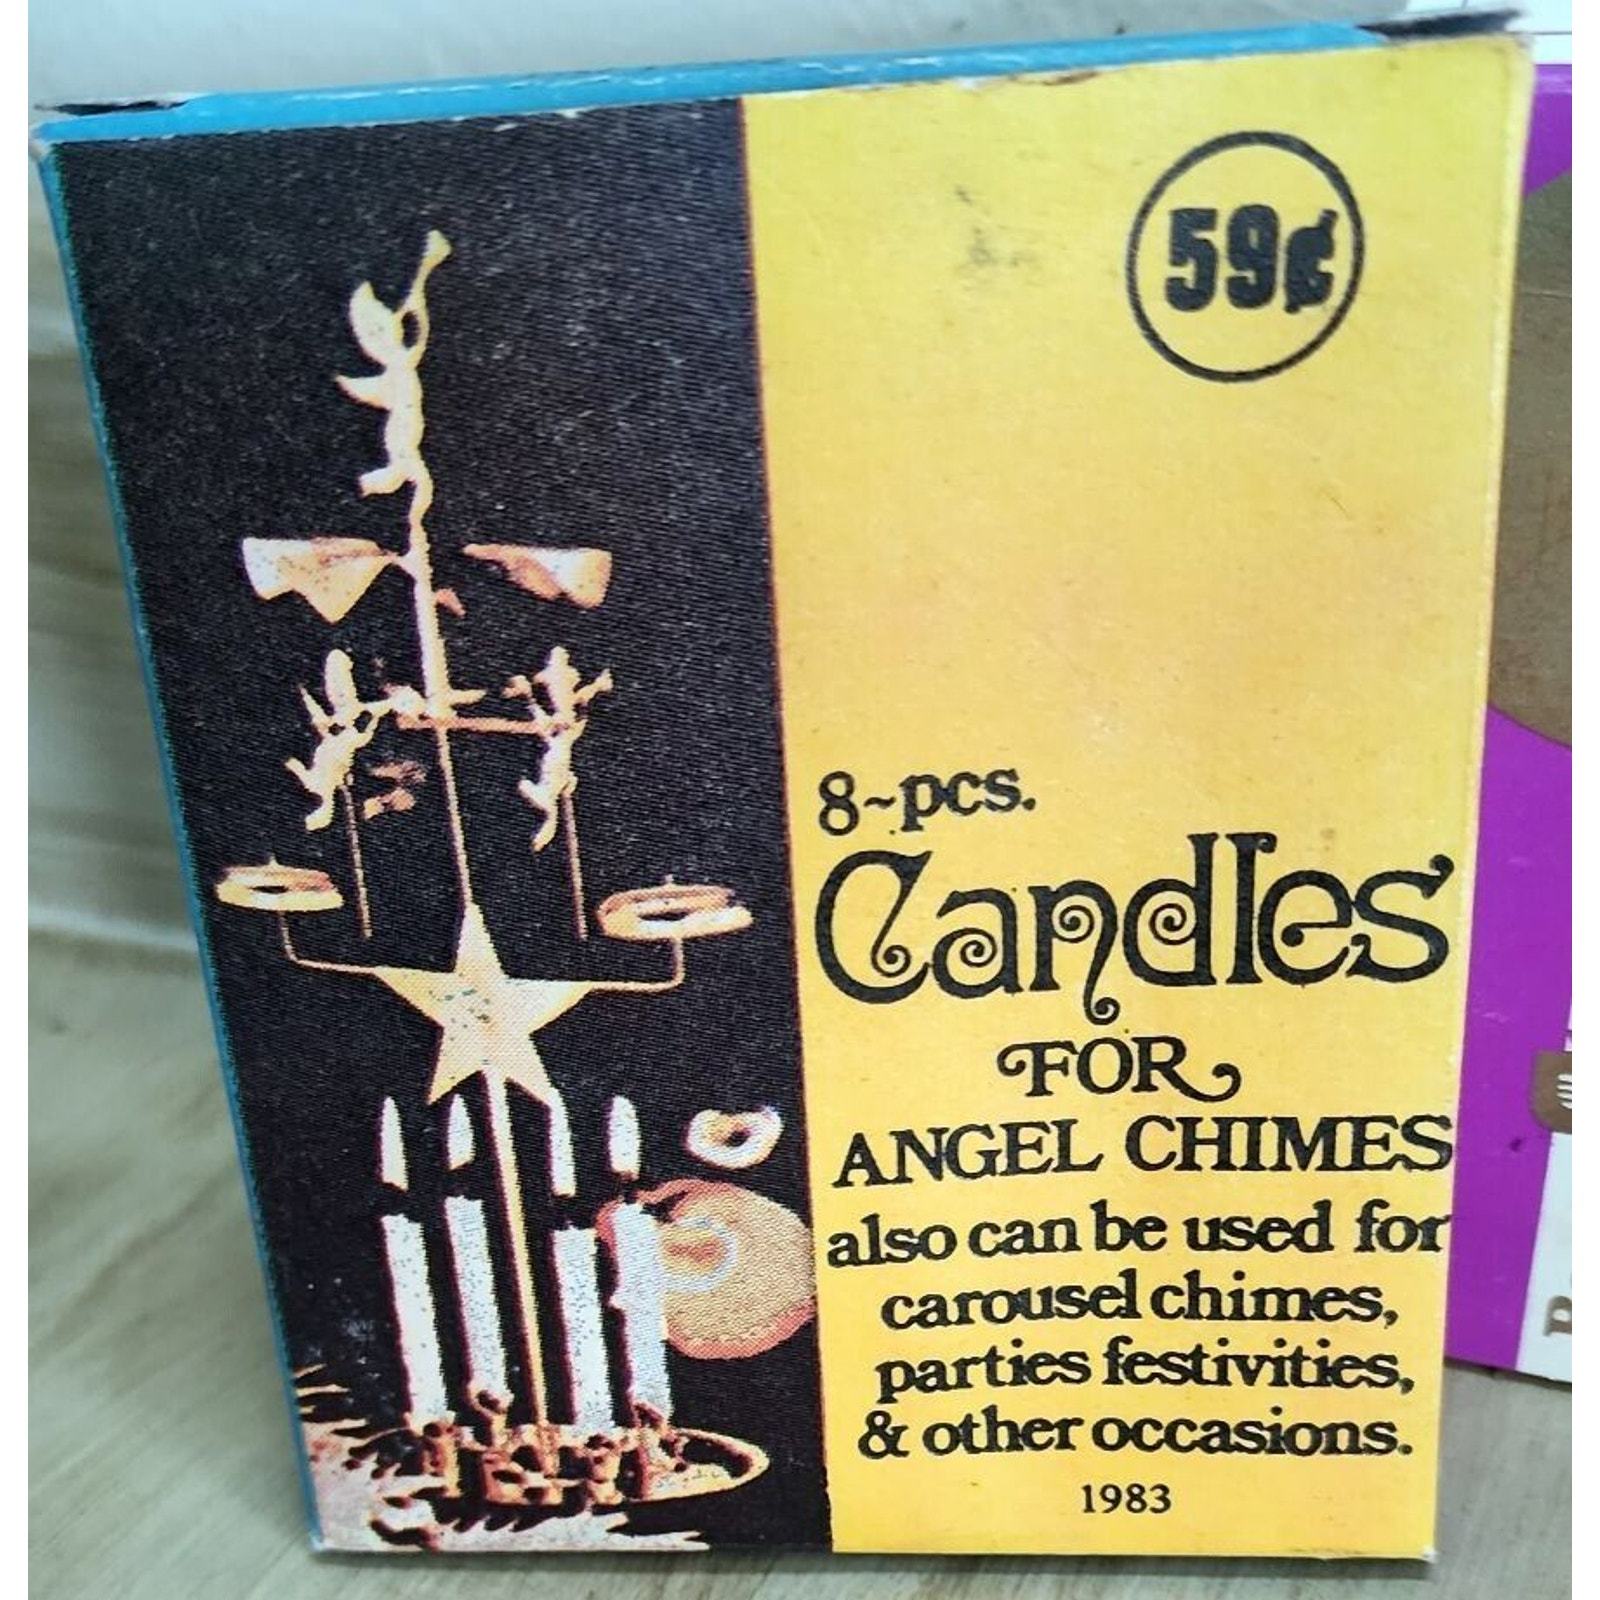 59¢
8~pcs.
Candles
FOR
ANGEL CHIMES
also can be used for
carousel chimes,
parties festivities,
& other occasions.
1983